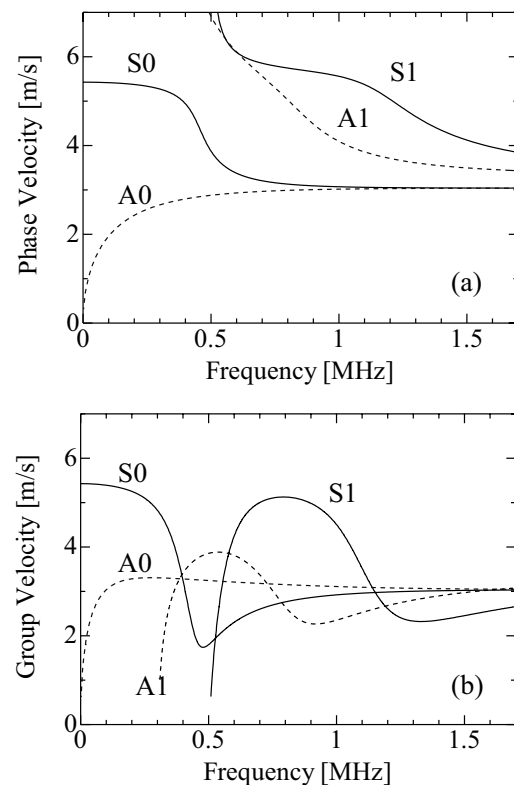 6
4
2
0
Phase Velocity [m/s]
S0
S1
A1
A0
(a)
0 0.5 1 1.5
Frequency [MHz]
6
4
2
0
Group Velocity [m/s]
S0
S1
A0
A1
(b)
0 0.5 1 1.5
Frequency [MHz]